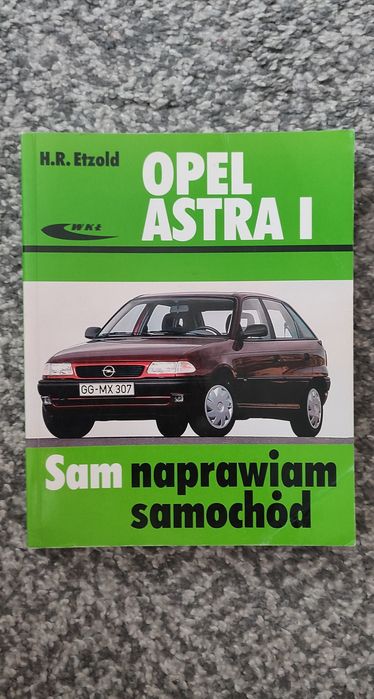 H.R. Etzold
OPEL
ASTRA I
WKŁ
GG-MX 307
Sam naprawiam
samochód